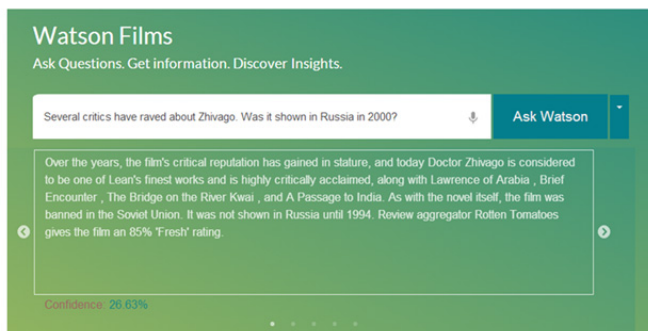 Watson Films
Ask Questions. Get information. Discover Insights.
Several critics have raved about Zhivago. Was it shown in Russia in 2000?
Ask Watson
Over the years, the film's critical reputation has gained in stature, and today Doctor Zhivago is considered
to be one of Lean's finest works and is highly critically acclaimed, along with Lawrence of Arabia , Brief
Encounter , The Bridge on the River Kwai , and A Passage to India. As with the novel itself, the film was
banned in the Soviet Union. It was not shown in Russia until 1994. Review aggregator Rotten Tomatoes
gives the film an 85% "Fresh" rating.
Confidence: 26.63%